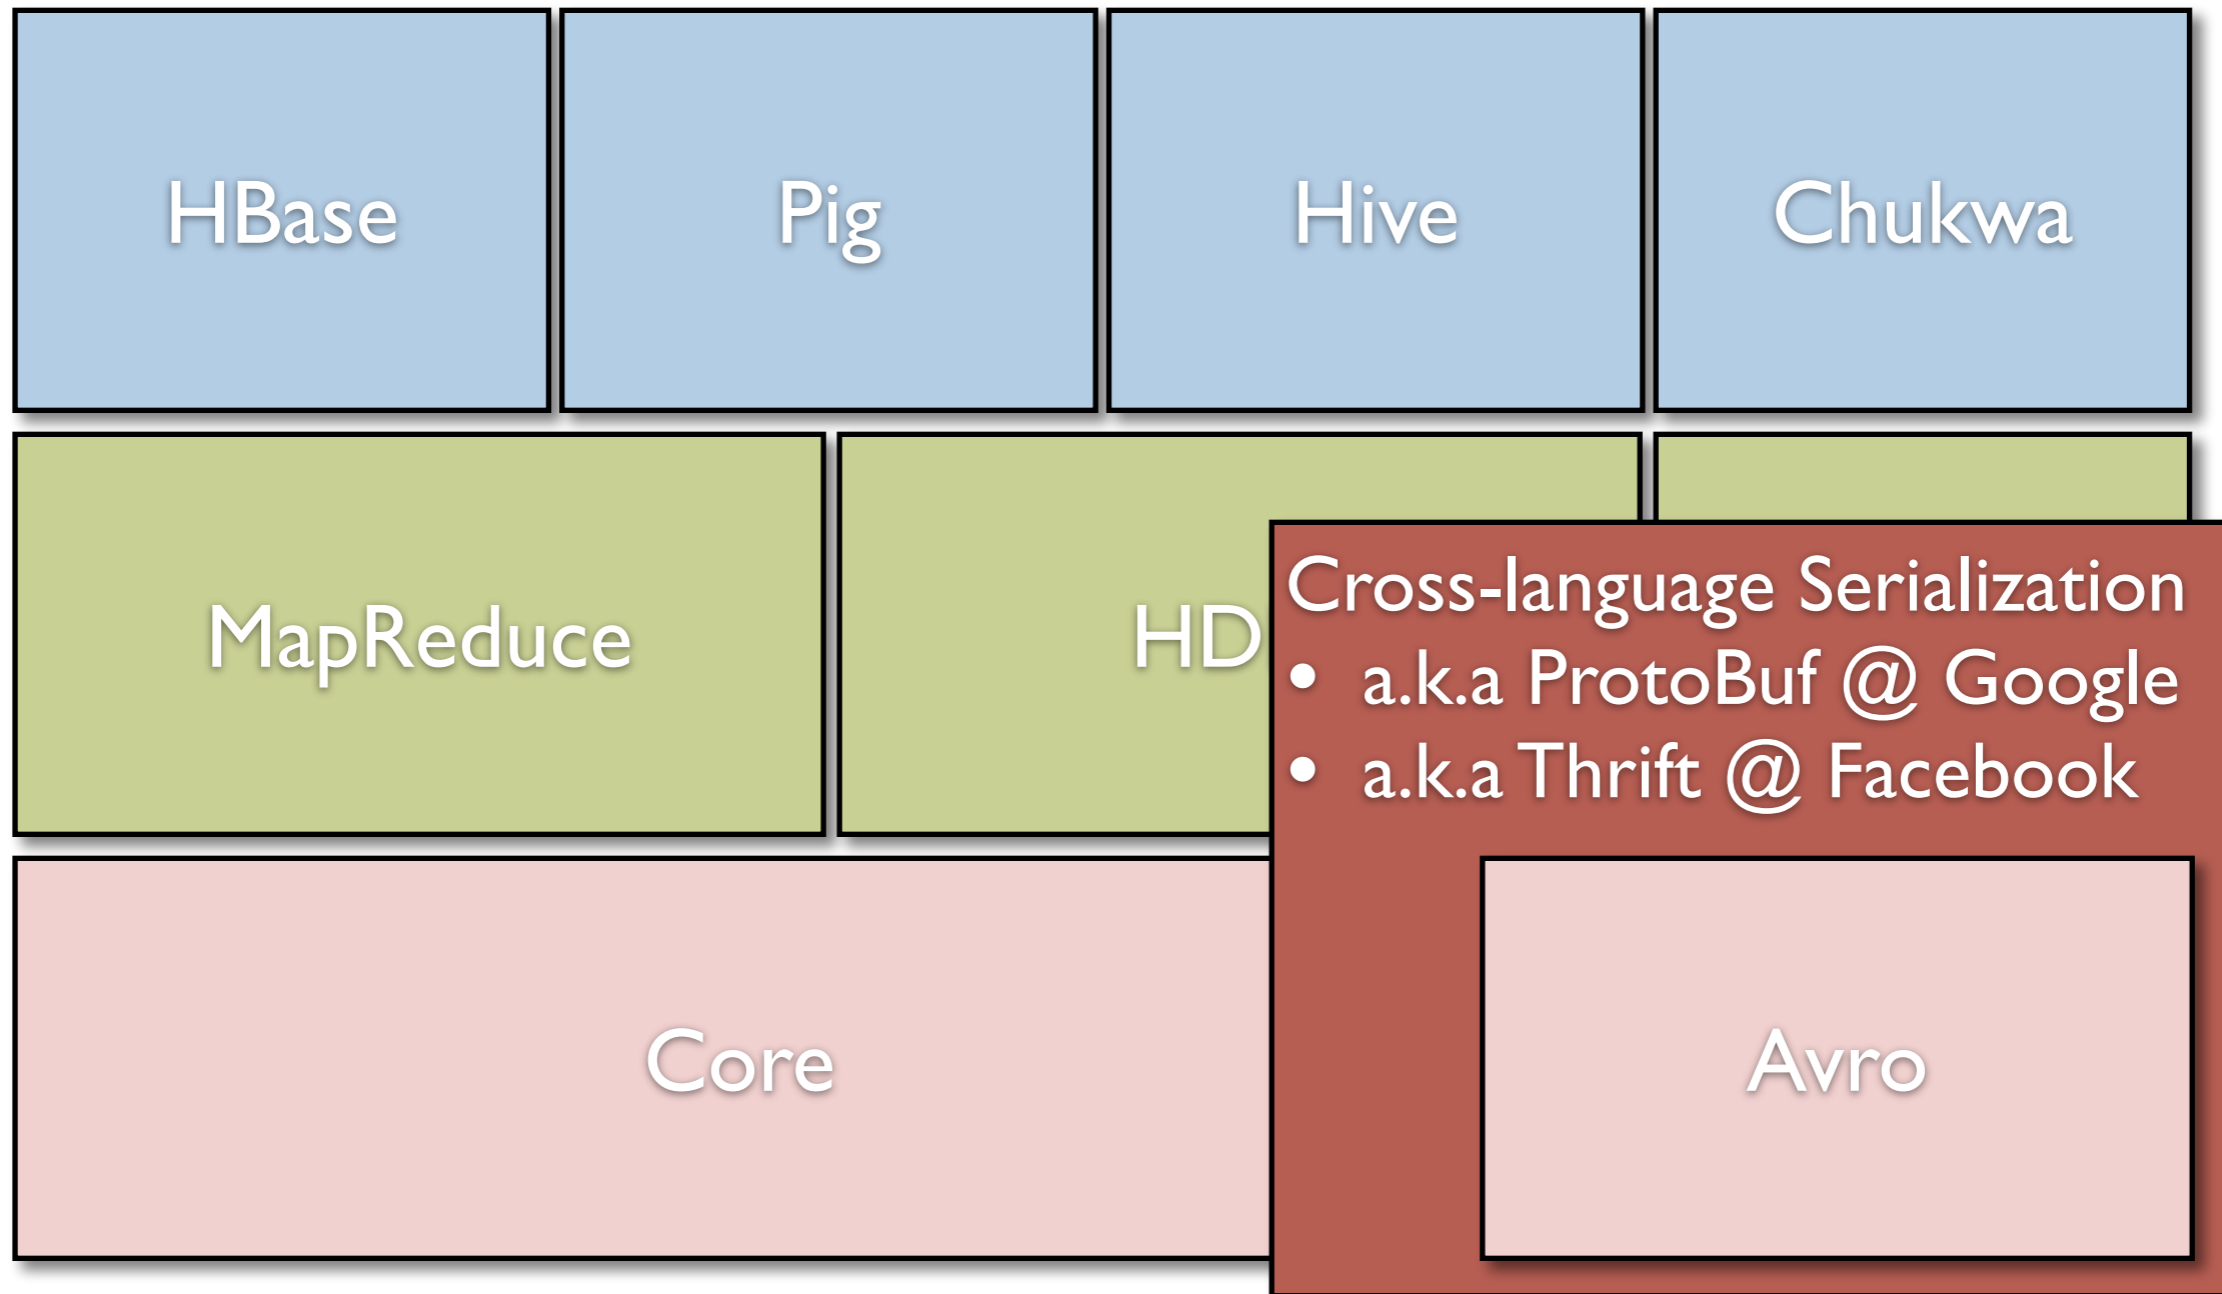 HBase
Pig
Hive
Chukwa
MapReduce
HD
Cross-language Serialization
• a.k.a ProtoBuf @ Google
• a.k.a Thrift @ Facebook
Core
Avro